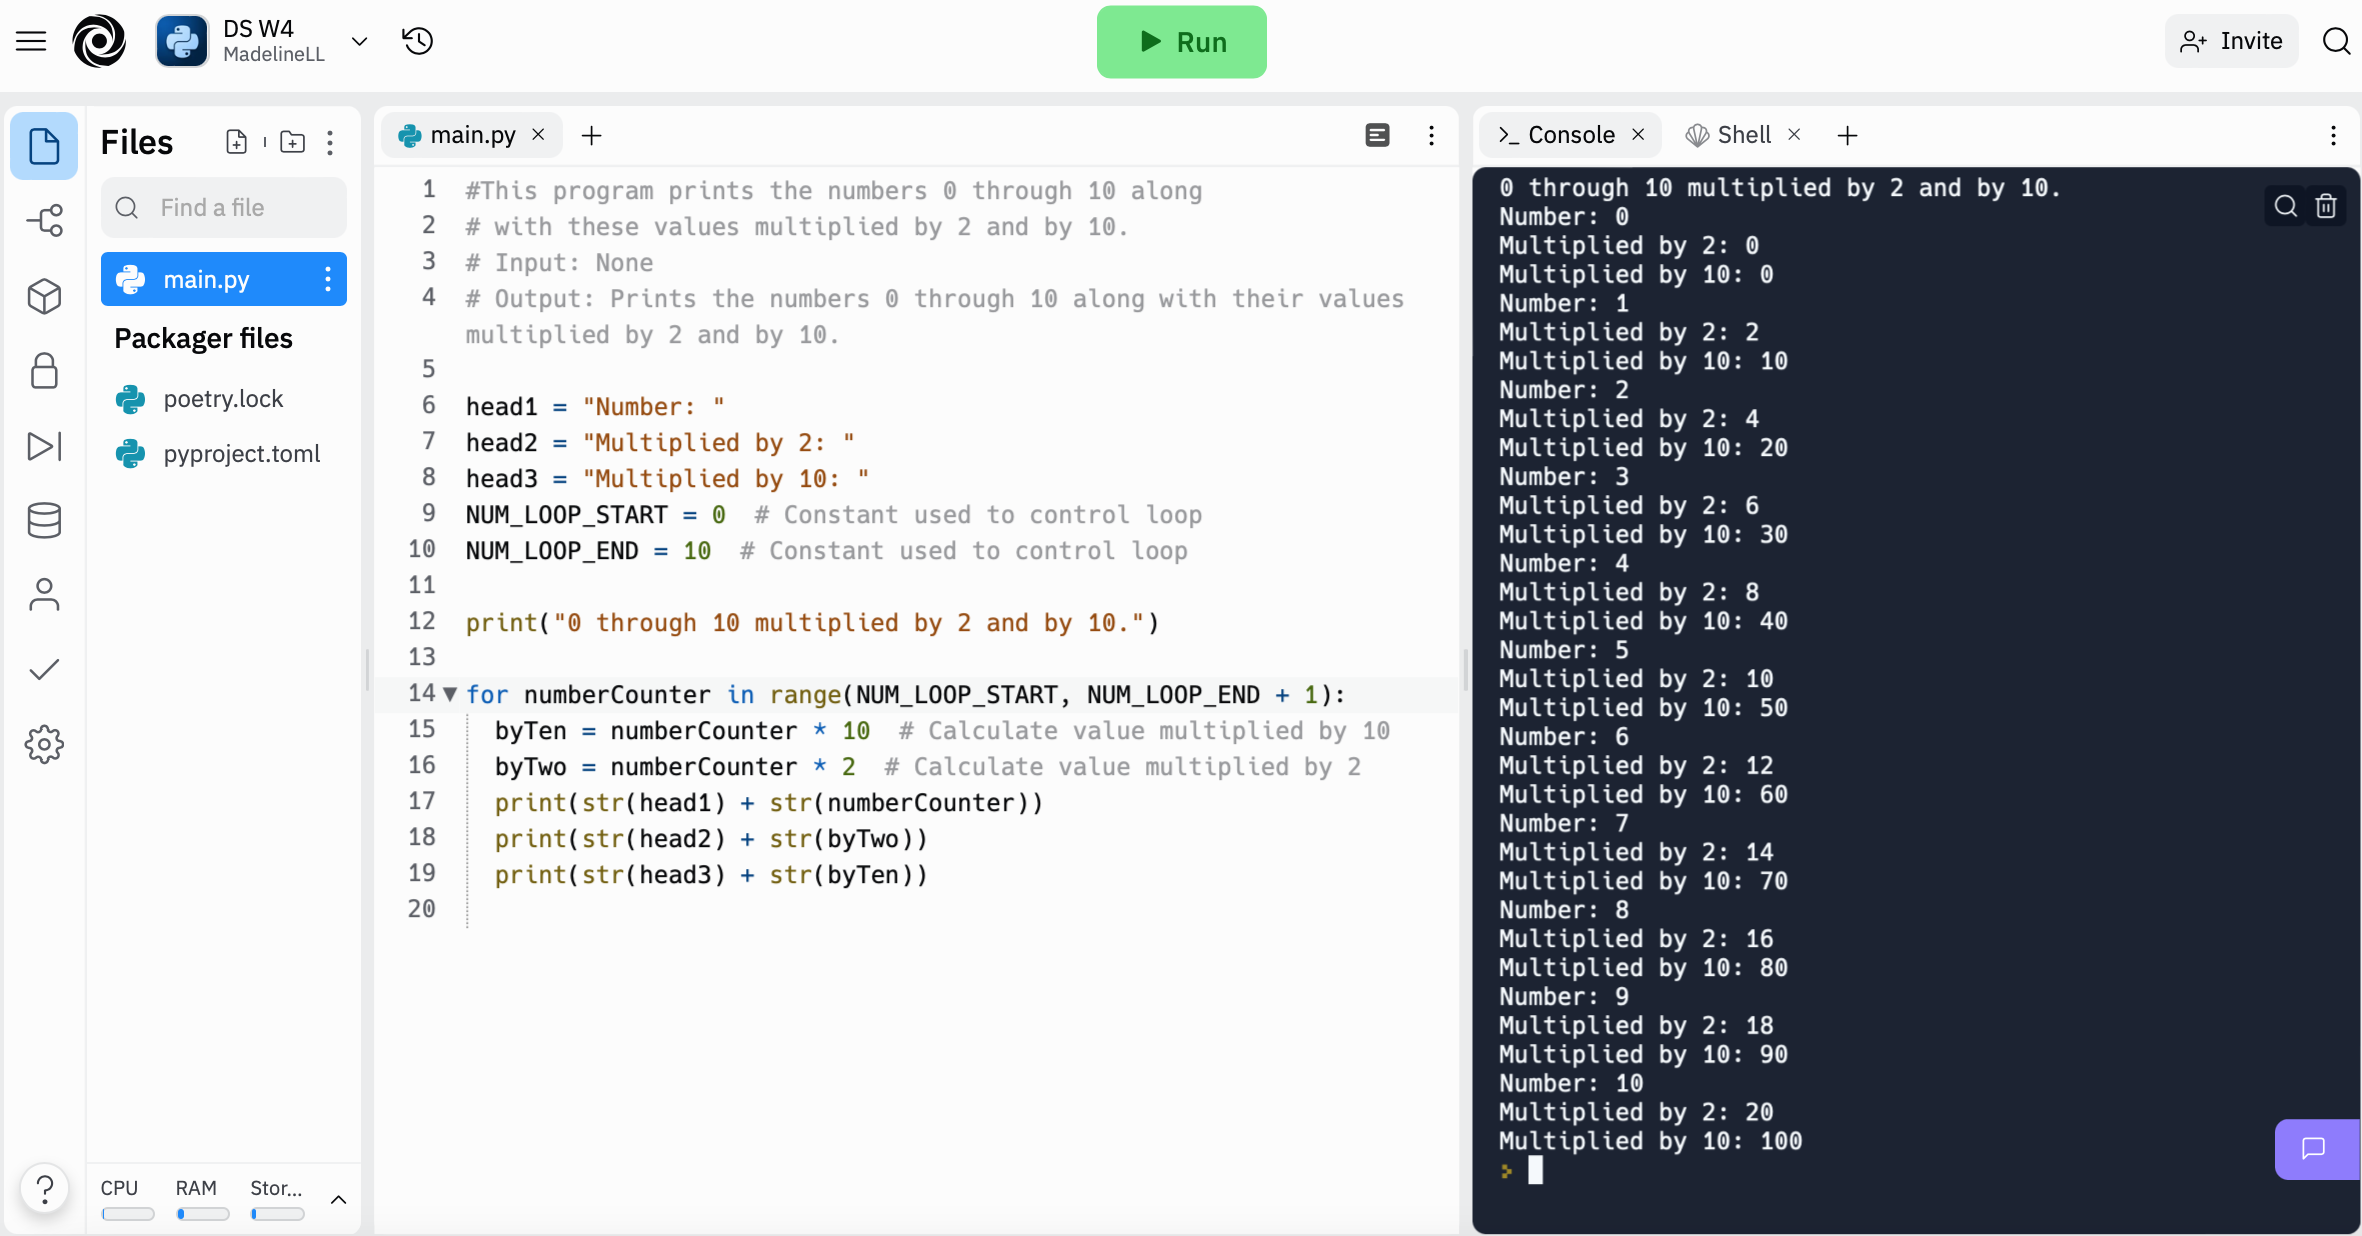 DS W4
MadelineLL
Run
Invite
Files
Find a file
main.py
Packager files
poetry.lock
pyproject.toml
CPU
RAM
Stor...
main.py
1 #This program prints the numbers 0 through 10 along
2 # with these values multiplied by 2 and by 10.
3 # Input: None
4 # Output: Prints the numbers 0 through 10 along with their values
multiplied by 2 and by 10.
5
6 head1 = "Number: "
7 head2 = "Multiplied by 2: "
8 head3 = "Multiplied by 10: "
9 NUM_LOOP_START = 0  # Constant used to control loop
10 NUM_LOOP_END = 10  # Constant used to control loop
11
12 print("0 through 10 multiplied by 2 and by 10.")
13
14 for numberCounter in range(NUM_LOOP_START, NUM_LOOP_END + 1):
15   byTen = numberCounter * 10  # Calculate value multiplied by 10
16   byTwo = numberCounter * 2  # Calculate value multiplied by 2
17   print(str(head1) + str(numberCounter))
18   print(str(head2) + str(byTwo))
19   print(str(head3) + str(byTen))
20
>_ Console
Shell
0 through 10 multiplied by 2 and by 10.
Number: 0
Multiplied by 2: 0
Multiplied by 10: 0
Number: 1
Multiplied by 2: 2
Multiplied by 10: 10
Number: 2
Multiplied by 2: 4
Multiplied by 10: 20
Number: 3
Multiplied by 2: 6
Multiplied by 10: 30
Number: 4
Multiplied by 2: 8
Multiplied by 10: 40
Number: 5
Multiplied by 2: 10
Multiplied by 10: 50
Number: 6
Multiplied by 2: 12
Multiplied by 10: 60
Number: 7
Multiplied by 2: 14
Multiplied by 10: 70
Number: 8
Multiplied by 2: 16
Multiplied by 10: 80
Number: 9
Multiplied by 2: 18
Multiplied by 10: 90
Number: 10
Multiplied by 2: 20
Multiplied by 10: 100